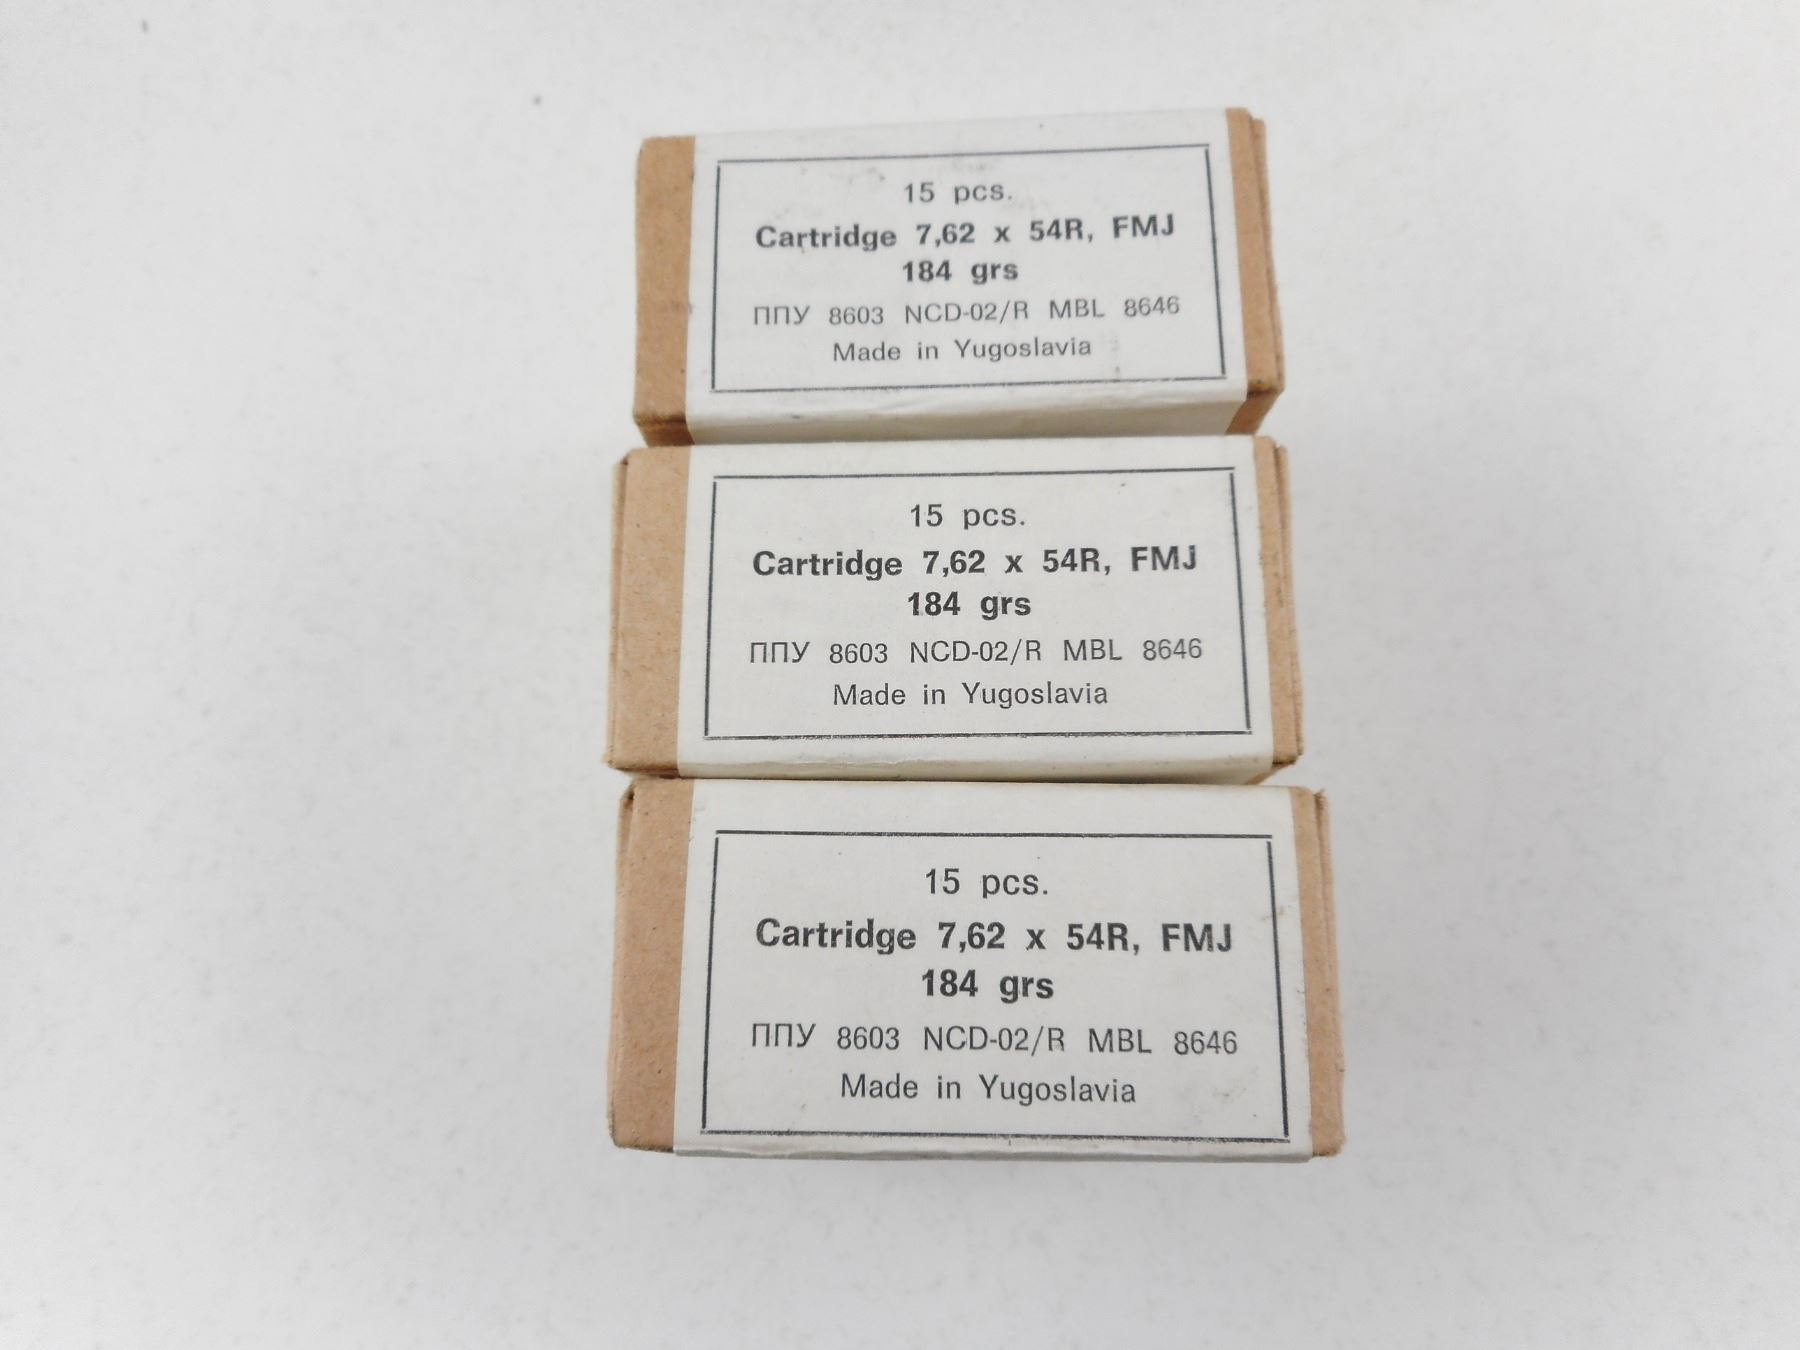 15 pcs.
Cartridge 7,62 x 54R, FMJ
184 grs
ППУ 8603 NCD-02/R MBL 8646
Made in Yugoslavia
15 pcs.
Cartridge 7,62 x 54R, FMJ
184 grs
ППУ 8603 NCD-02/R MBL 8646
Made in Yugoslavia
15 pcs.
Cartridge 7,62 x 54R, FMJ
184 grs
ППУ 8603 NCD-02/R MBL 8646
Made in Yugoslavia